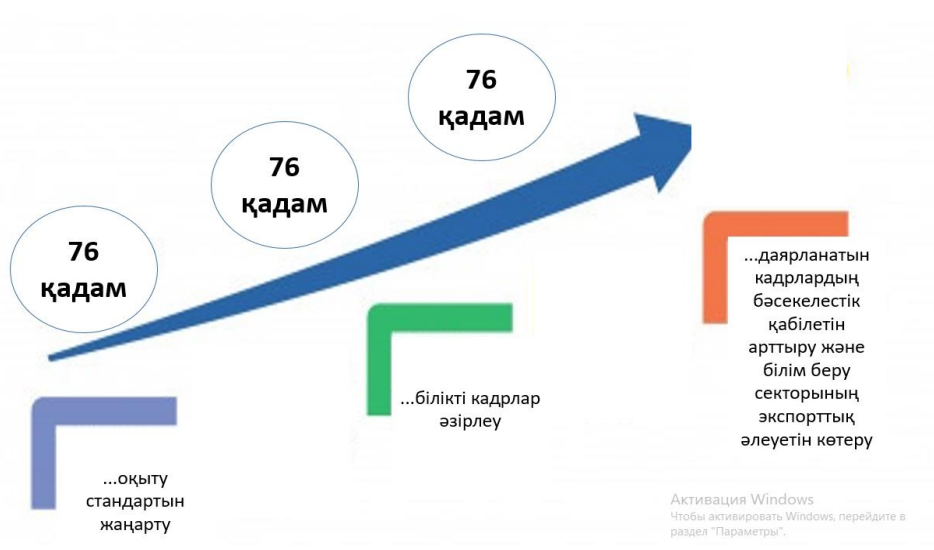 76
қадам
76
қадам
76
қадам
...оқыту
стандартын
жаңарту
...білікті кадрлар
әзірлеу
...даярланатын
кадрлардың
бәсекелестік
қабілетін
арттыру және
білім беру
секторының
экспорттық
әлеуетін көтеру
Активация Windows
Чтобы активировать Windows, перейдите в
раздел "Параметры".